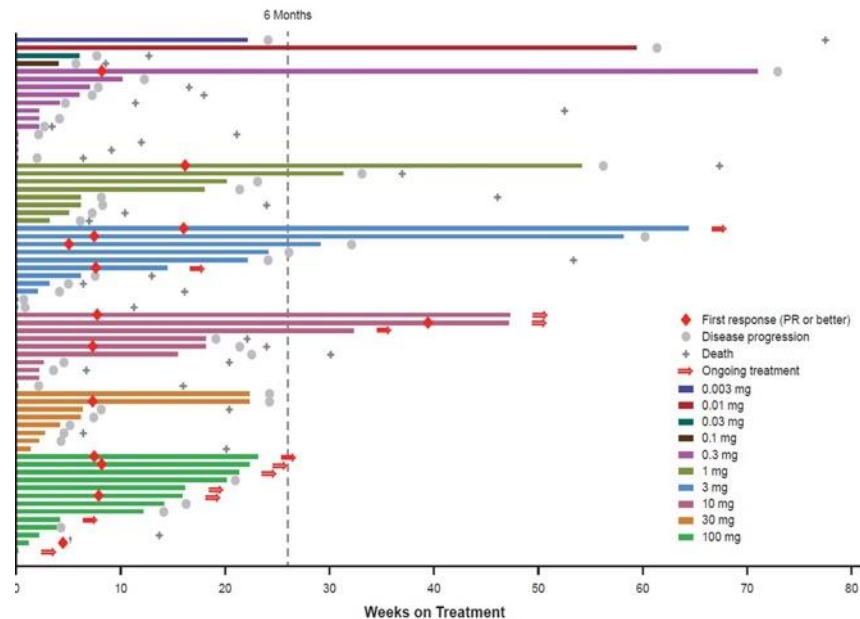 6 Months
First response (PR or better)
Disease progression
Death
Ongoing treatment
0.003 mg
0.01 mg
0.03 mg
0.1 mg
0.3 mg
1 mg
3 mg
10 mg
30 mg
100 mg
0 10 20 30 40 50 60 70 80
Weeks on Treatment